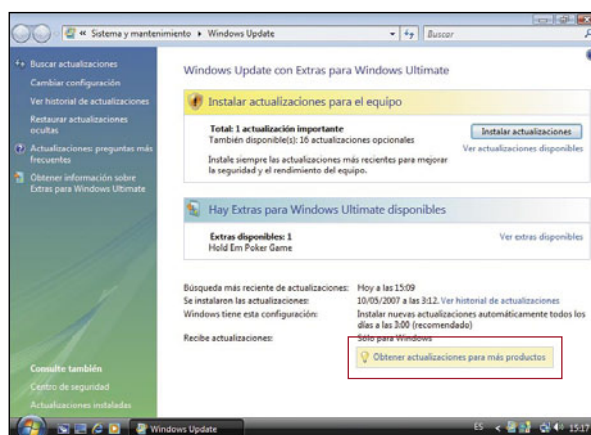 Sistema y mantenimiento Windows Update
Buscar
Buscar actualizaciones
Cambiar configuración
Ver historial de actualizaciones
Restaurar actualizaciones
ocultas
Actualizaciones: preguntas más
frecuentes
Obtener información sobre
Extras para Windows Ultimate
Consulte también
Centro de seguridad
Actualizaciones instaladas
Windows Update con Extras para Windows Ultimate
Instalar actualizaciones para el equipo
Total: 1 actualización importante
También disponible(s): 16 actualizaciones opcionales
Instale siempre las actualizaciones más recientes para mejorar
la seguridad y el rendimiento del equipo.
Instalar actualizaciones
Ver actualizaciones disponibles
Hay Extras para Windows Ultimate disponibles
Extras disponibles: 1
Hold Em Poker Game
Ver extras disponibles
Búsqueda más reciente de actualizaciones: Hoy a las 15:09
Se instalaron las actualizaciones: 10/05/2007 a las 3:12. Ver historial de actualizaciones
Windows tiene esta configuración: Instalar nuevas actualizaciones automáticamente todos los
días a las 3:00 (recomendado)
Recibe actualizaciones: Sólo para Windows
Obtener actualizaciones para más productos
Windows Update
ES
15:17